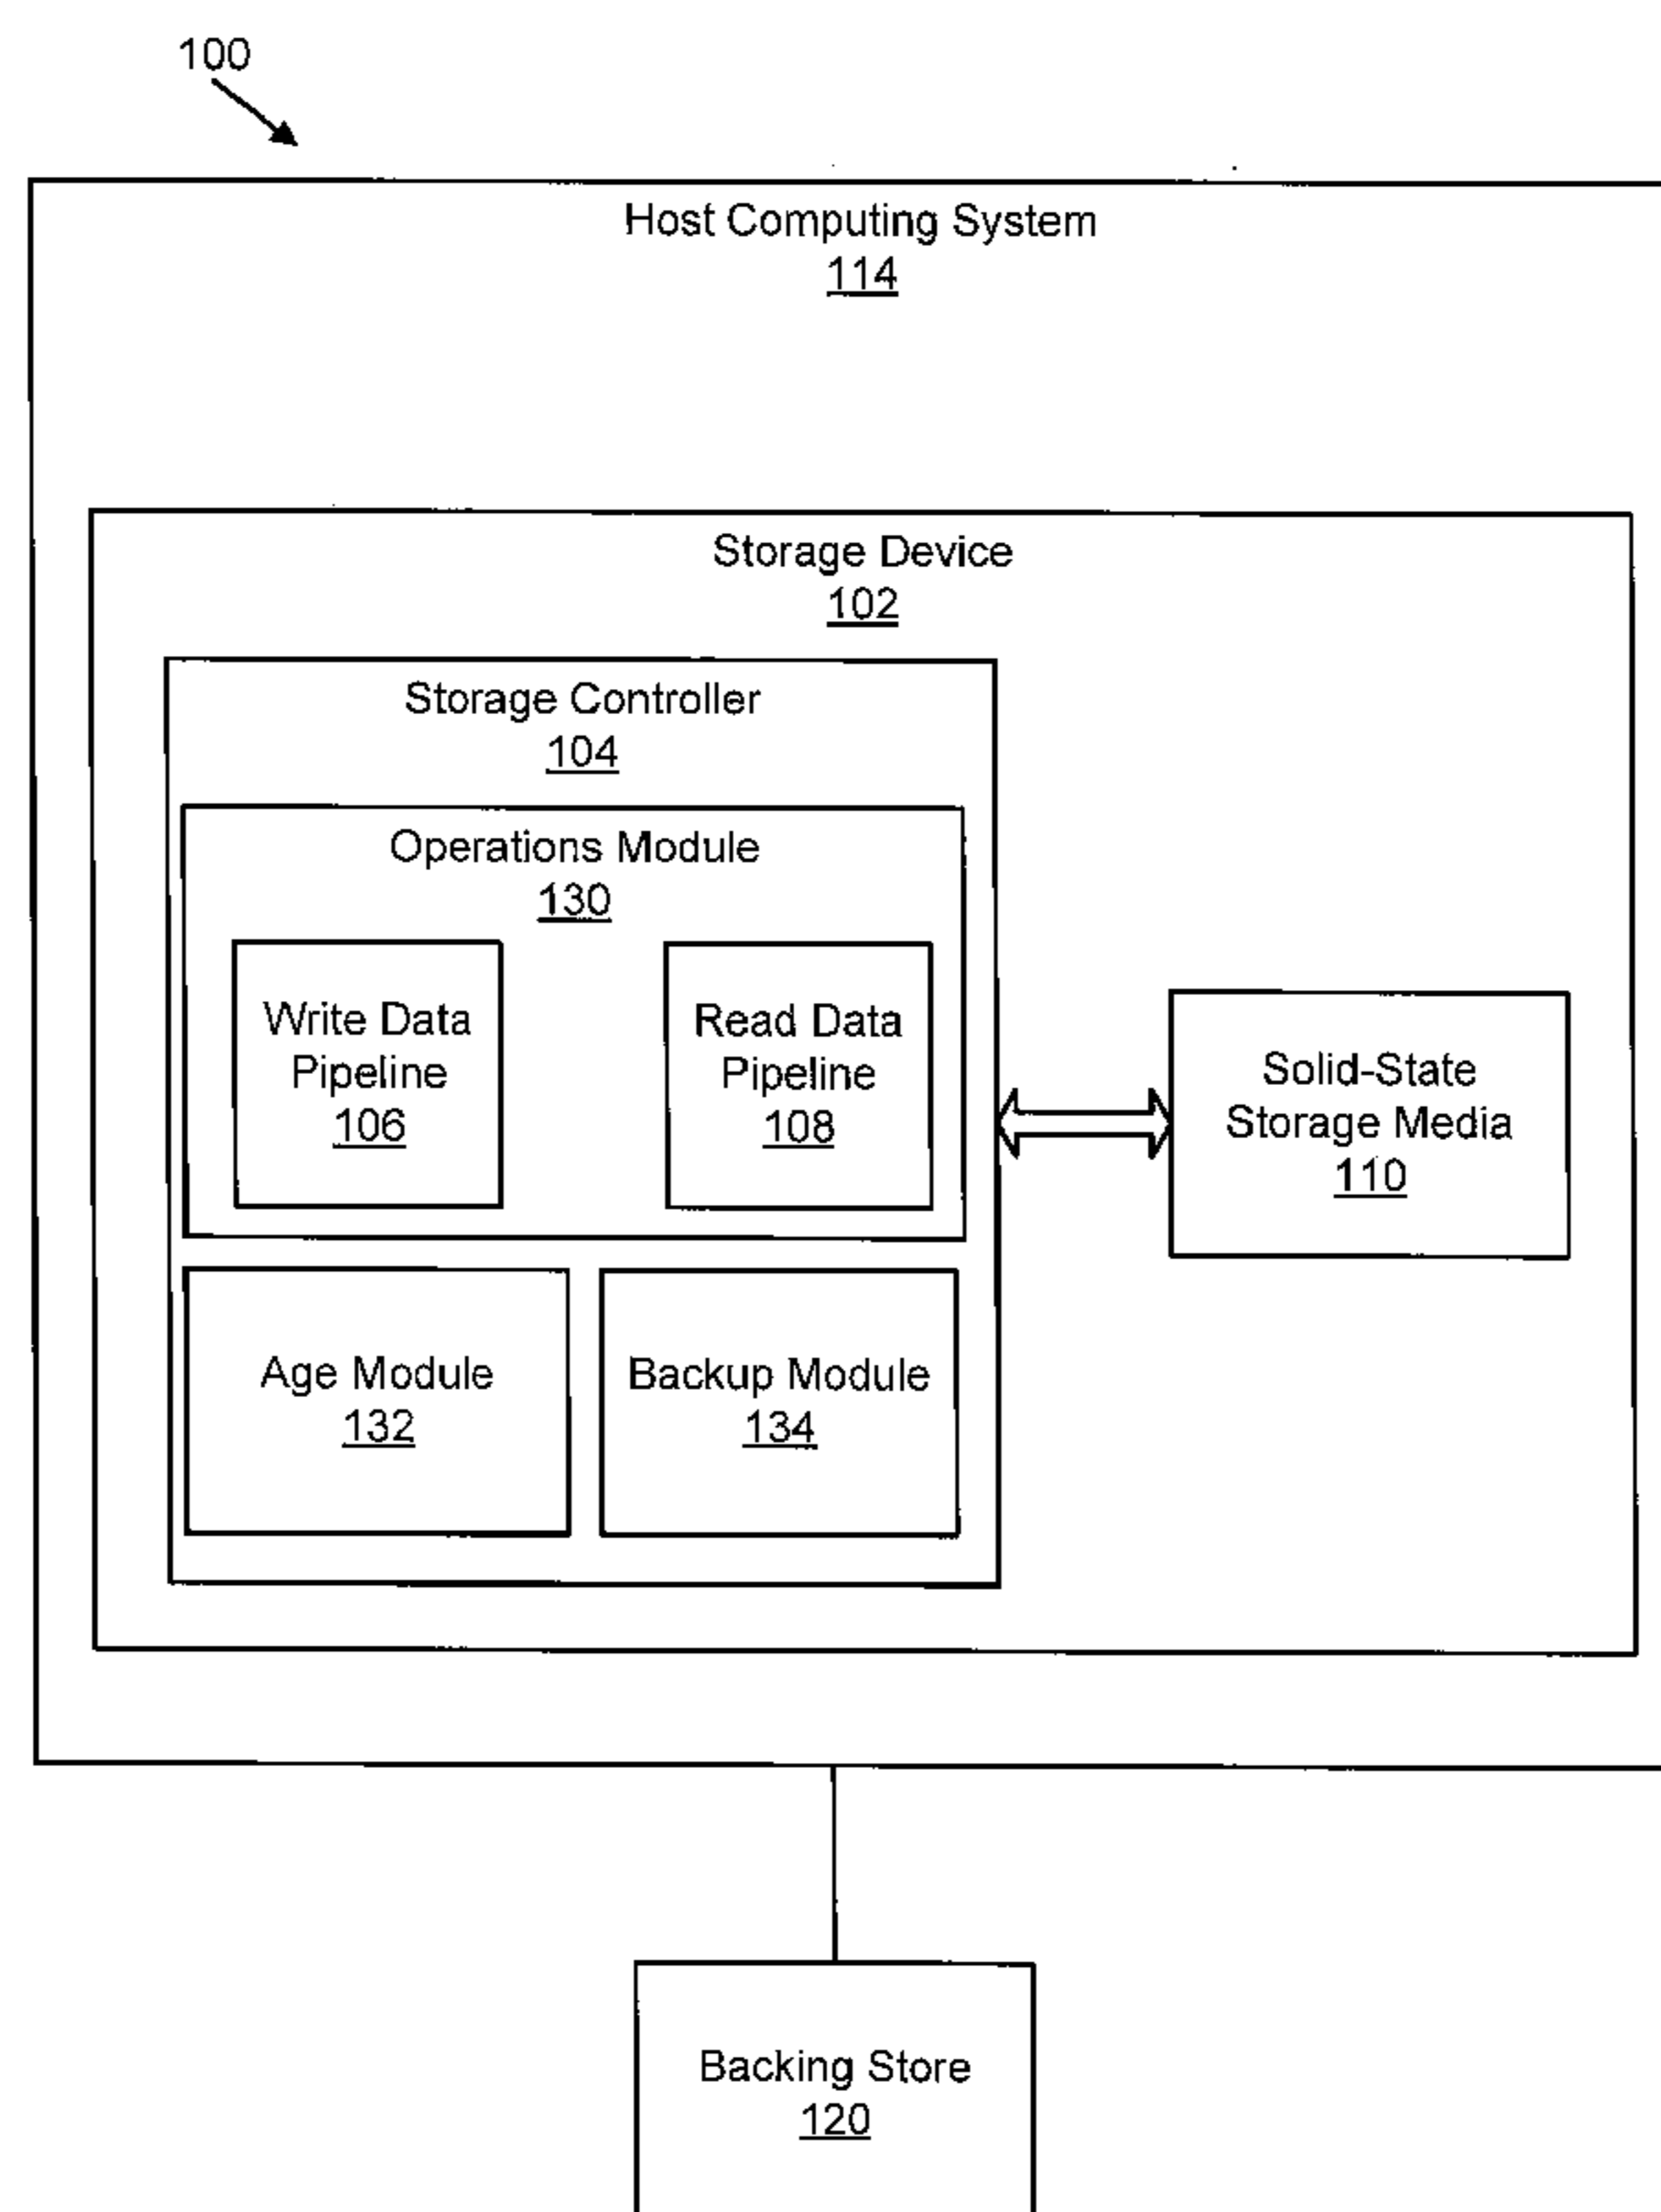 100
Host Computing System
114
Storage Device
102
Storage Controller
104
Operations Module
130
Write Data
Pipeline
106
Read Data
Pipeline
108
Solid-State
Storage Media
110
Age Module
132
Backup Module
134
Backing Store
120